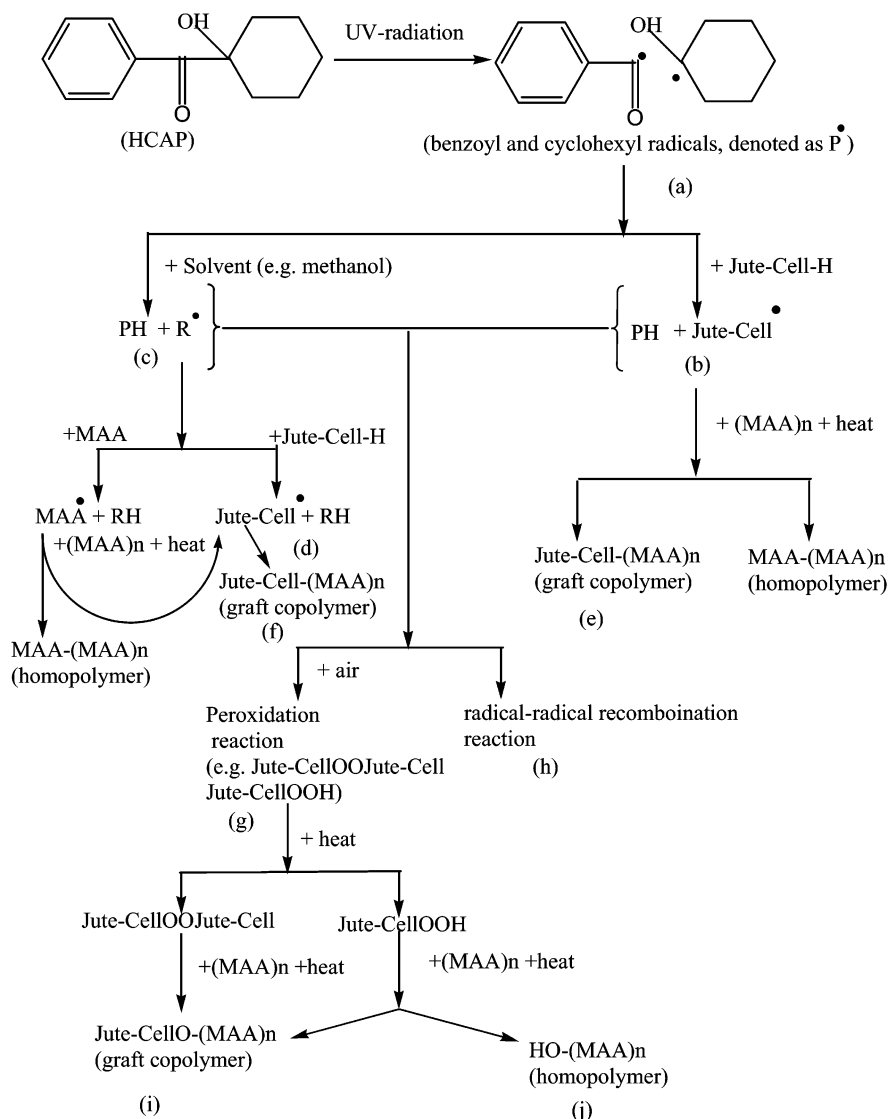 OH
O
(HCAP)
UV-radiation
OH
O
(benzoyl and cyclohexyl radicals, denoted as P•)
(a)
+ Solvent (e.g. methanol)
+ Jute-Cell-H
PH + R•
(c)
PH + Jute-Cell•
(b)
+MAA
+Jute-Cell-H
+ (MAA)n + heat
MAA• + RH
Jute-Cell• + RH
+(MAA)n + heat
(d)
Jute-Cell-(MAA)n
(graft copolymer)
(f)
Jute-Cell-(MAA)n
(graft copolymer)
(e)
MAA-(MAA)n
(homopolymer)
MAA-(MAA)n
(homopolymer)
+ air
Peroxidation
reaction
(e.g. Jute-CellOOJute-Cell
Jute-CellOOH)
(g)
radical-radical recomboination
reaction
(h)
+ heat
Jute-CellOOJute-Cell
Jute-CellOOH
+(MAA)n +heat
+(MAA)n +heat
Jute-CellO-(MAA)n
(graft copolymer)
(i)
HO-(MAA)n
(homopolymer)
(j)